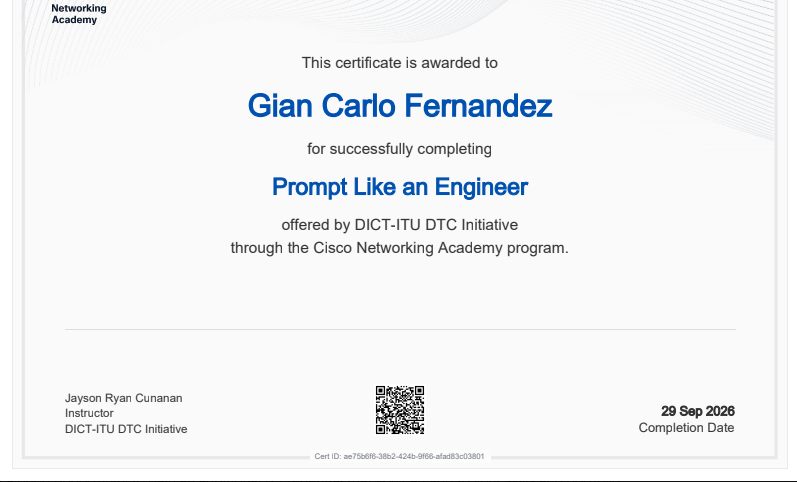 Networking
Academy
This certificate is awarded to
Gian Carlo Fernandez
for successfully completing
Prompt Like an Engineer
offered by DICT-ITU DTC Initiative
through the Cisco Networking Academy program.
Jayson Ryan Cunanan
Instructor
DICT-ITU DTC Initiative
29 Sep 2026
Completion Date
Cert ID: ae75b6f6-38b2-424b-9f66-afad83c03801